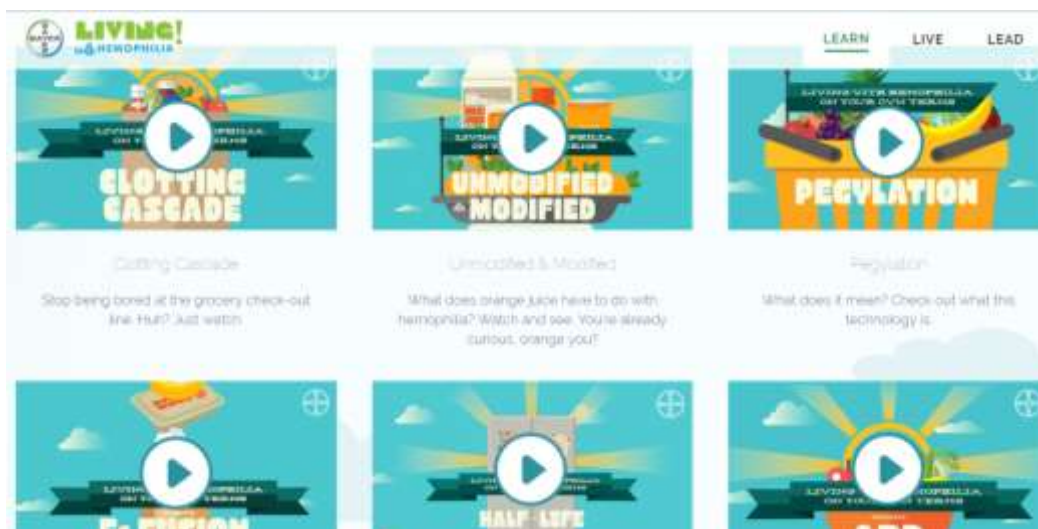 BAYER
LIVING!
with HEMOPHILIA
LEARN
LIVE
LEAD
CLOTTING
CASCADE
UNMODIFIED
& MODIFIED
LIVING WITH HEMOPHILIA
ON YOUR OWN TERMS
PEGYLATION
Clotting Cascade
Unmodified & Modified
Pegylation
Stop being bored at the grocery check-out
line. Huh? Just watch.
What does orange juice have to do with
hemophilia? Watch and see. You're already
curious, orange you?
What does it mean? Check out what this
technology is.
HALF-LIFE